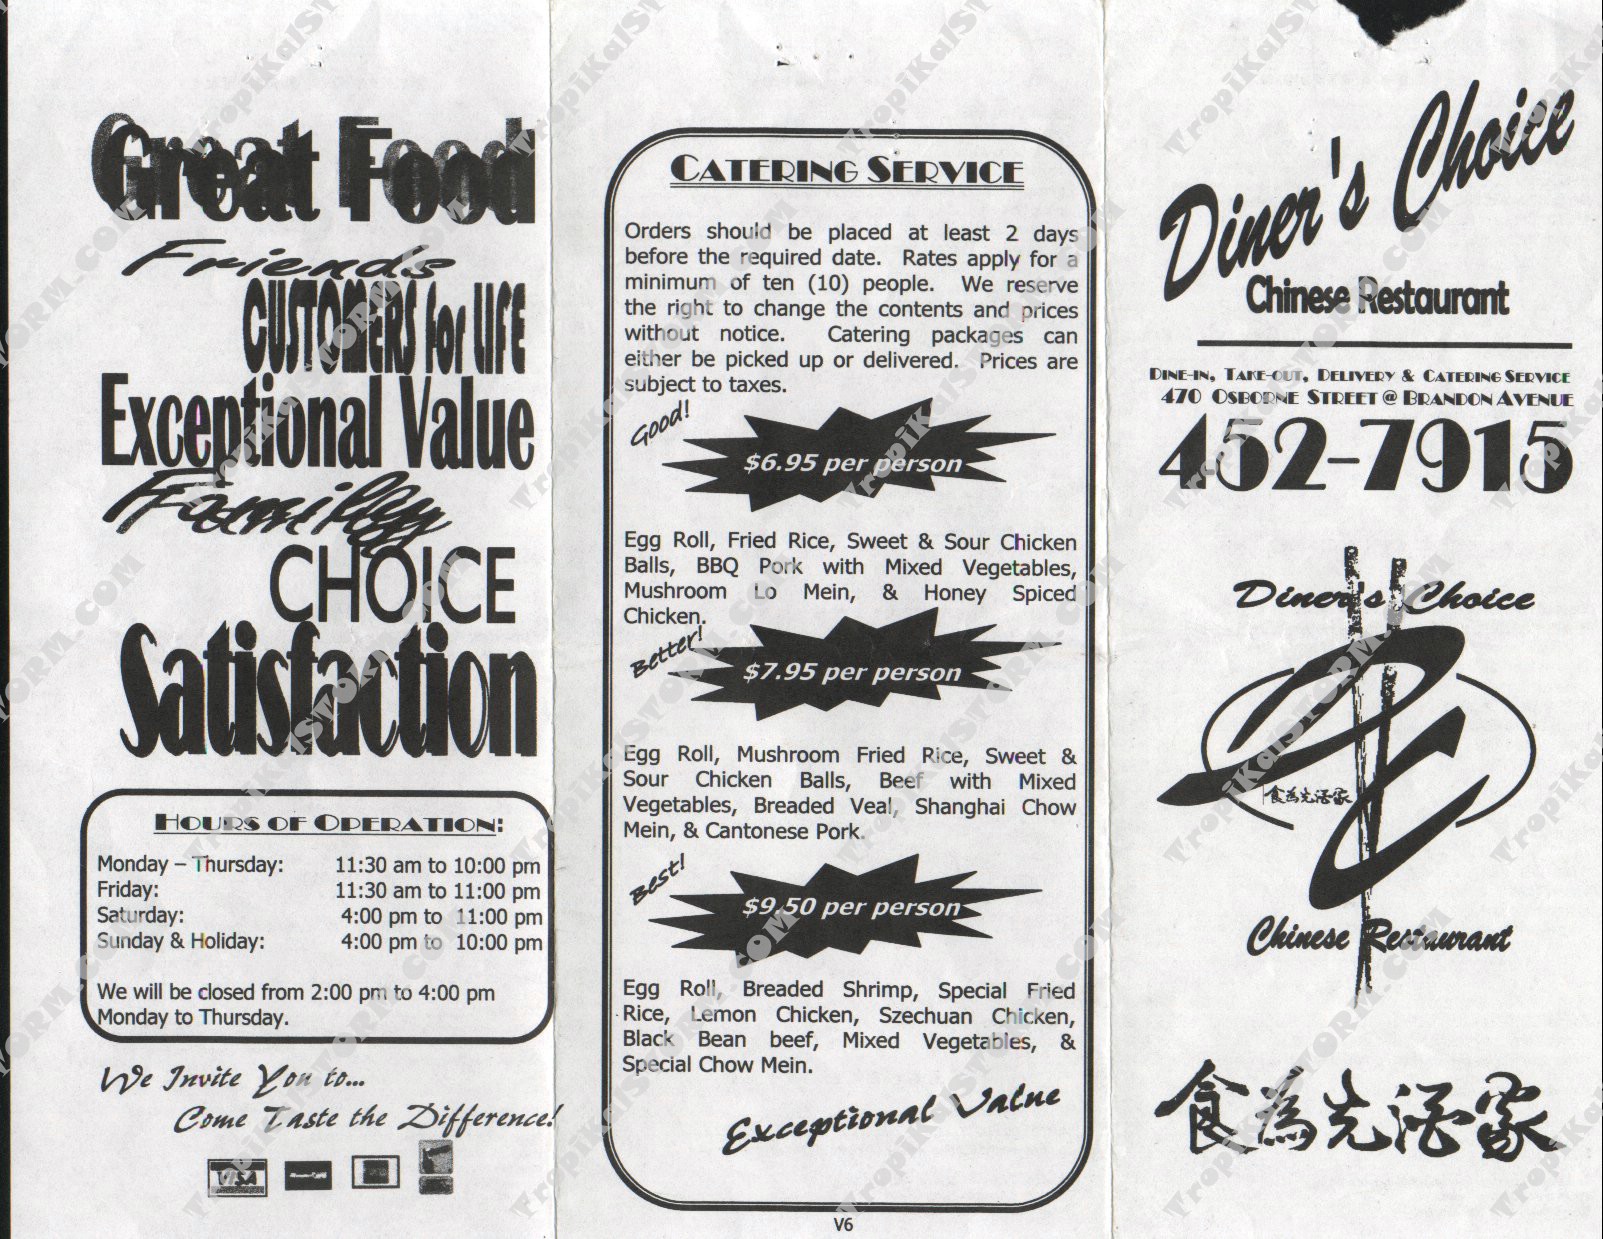 Great Food
Friends
CUSTOMERS for LIFE
Exceptional Value
Family
CHOICE
Satisfaction
HOURS OF OPERATION:
Monday – Thursday: 11:30 am to 10:00 pm
Friday: 11:30 am to 11:00 pm
Saturday: 4:00 pm to 11:00 pm
Sunday & Holiday: 4:00 pm to 10:00 pm
We will be closed from 2:00 pm to 4:00 pm
Monday to Thursday.
We Invite You to...
Come Taste the Difference!
VISA
CATERING SERVICE
Orders should be placed at least 2 days
before the required date. Rates apply for a
minimum of ten (10) people. We reserve
the right to change the contents and prices
without notice. Catering packages can
either be picked up or delivered. Prices are
subject to taxes.
Good!
$6.95 per person
Egg Roll, Fried Rice, Sweet & Sour Chicken
Balls, BBQ Pork with Mixed Vegetables,
Mushroom Lo Mein, & Honey Spiced
Chicken.
Better!
$7.95 per person
Egg Roll, Mushroom Fried Rice, Sweet &
Sour Chicken Balls, Beef with Mixed
Vegetables, Breaded Veal, Shanghai Chow
Mein, & Cantonese Pork.
Best!
$9.50 per person
Egg Roll, Breaded Shrimp, Special Fried
Rice, Lemon Chicken, Szechuan Chicken,
Black Bean beef, Mixed Vegetables, &
Special Chow Mein.
Exceptional Value
V6
Diner's Choice
Chinese Restaurant
DINE-IN, TAKE-OUT, DELIVERY & CATERING SERVICE
470 OSBORNE STREET @ BRANDON AVENUE
452-7915
Diner's Choice
DC
食為先酒家
Chinese Restaurant
食為先酒家
TropiKalSTORM.COM